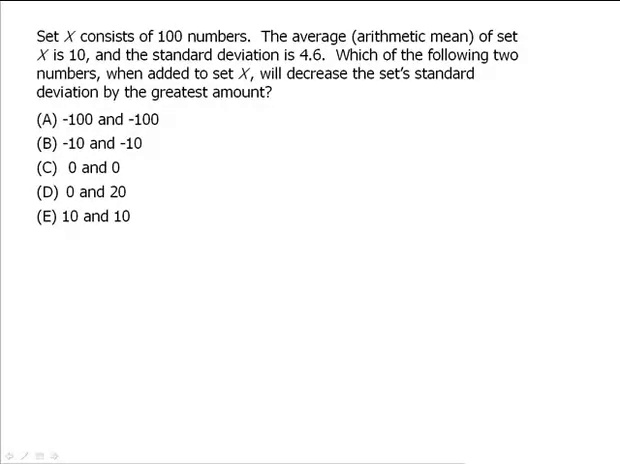 Set X consists of 100 numbers. The average (arithmetic mean) of set
X is 10, and the standard deviation is 4.6. Which of the following two
numbers, when added to set X, will decrease the set's standard
deviation by the greatest amount?
(A) -100 and -100
(B) -10 and -10
(C) 0 and 0
(D) 0 and 20
(E) 10 and 10